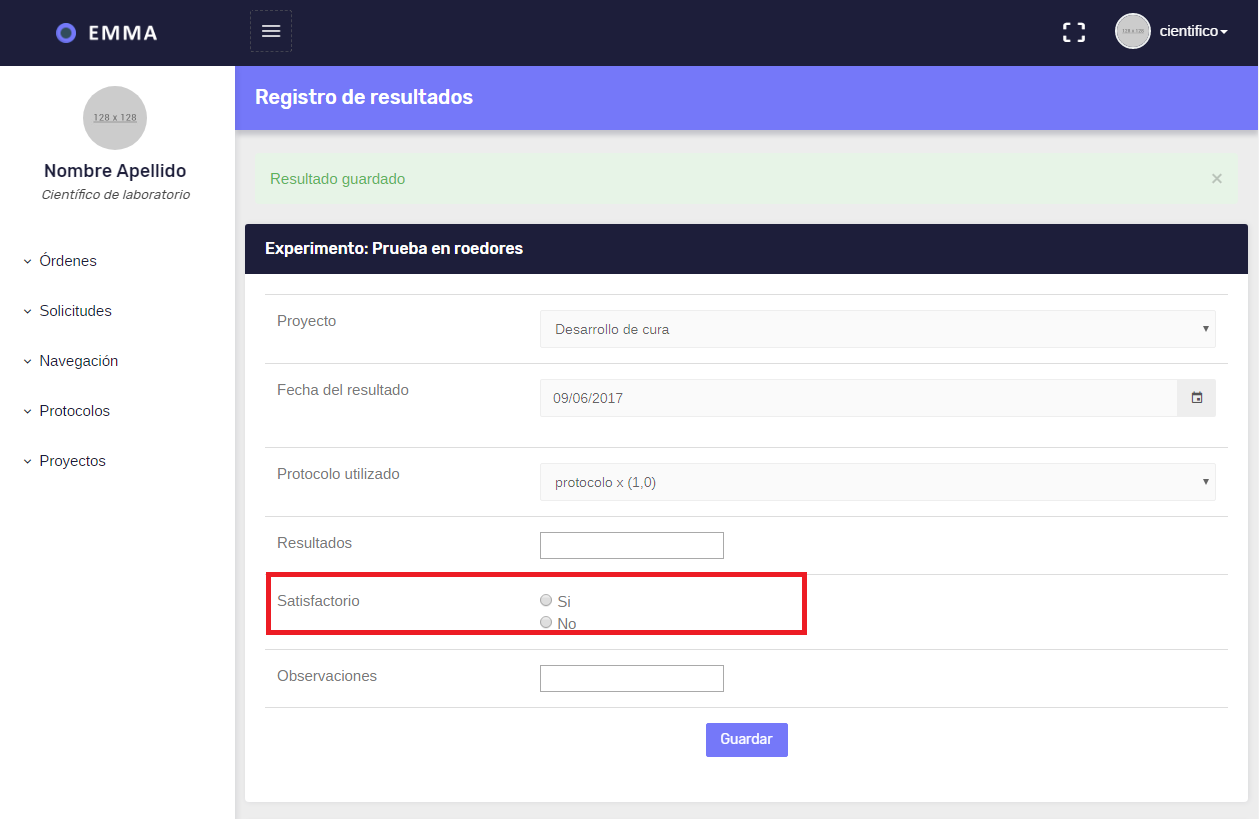 EMMA
128 x 128
cientifico
128 x 128
Nombre Apellido
Científico de laboratorio
Órdenes
Solicitudes
Navegación
Protocolos
Proyectos
Registro de resultados
Resultado guardado
×
Experimento: Prueba en roedores
Proyecto
Desarrollo de cura
Fecha del resultado
09/06/2017
Protocolo utilizado
protocolo x (1,0)
Resultados
Satisfactorio
Si
No
Observaciones
Guardar